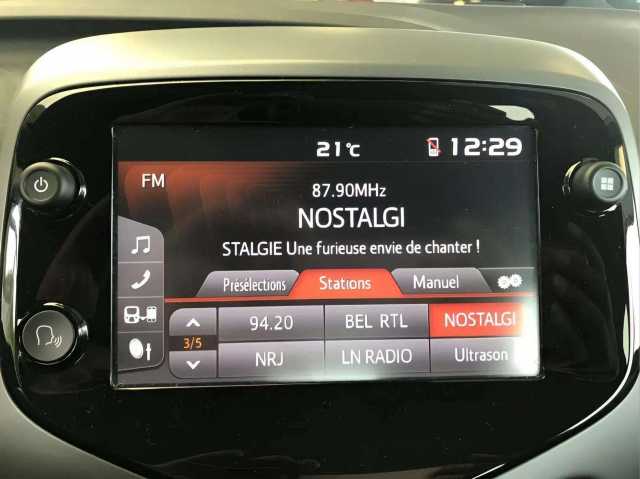 21°C 12:29
FM
87.90MHz
NOSTALGI
STALGIE Une furieuse envie de chanter !
Présélections Stations Manuel
94.20 BEL RTL NOSTALGI
3/5
NRJ LN RADIO Ultrason